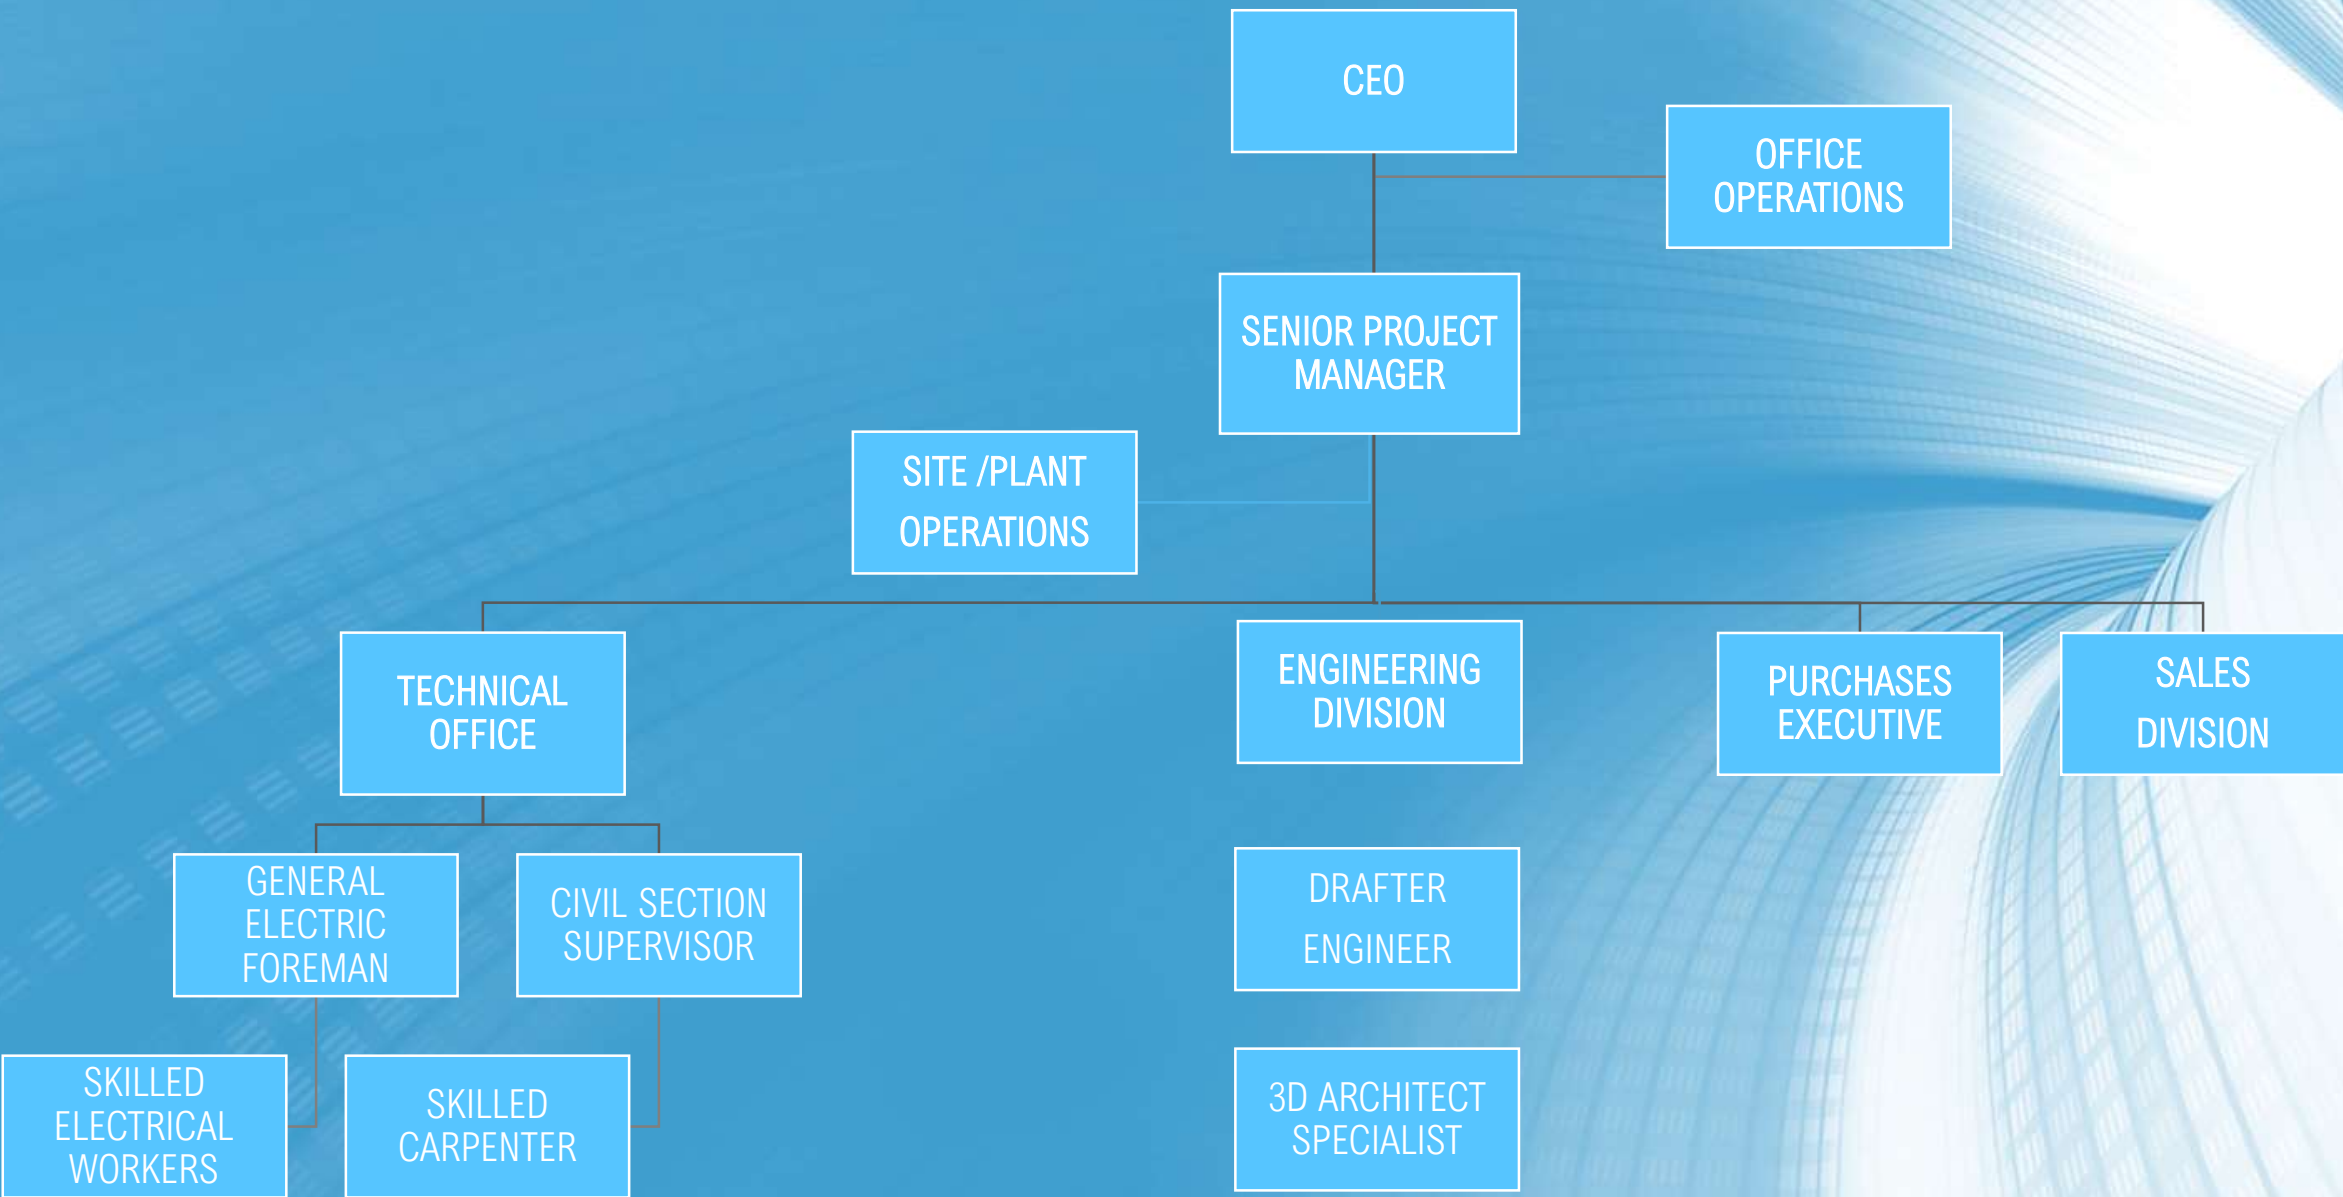 CEO
OFFICE
OPERATIONS
SENIOR PROJECT
MANAGER
SITE /PLANT
OPERATIONS
TECHNICAL
OFFICE
ENGINEERING
DIVISION
PURCHASES
EXECUTIVE
SALES
DIVISION
GENERAL
ELECTRIC
FOREMAN
CIVIL SECTION
SUPERVISOR
DRAFTER
ENGINEER
SKILLED
ELECTRICAL
WORKERS
SKILLED
CARPENTER
3D ARCHITECT
SPECIALIST